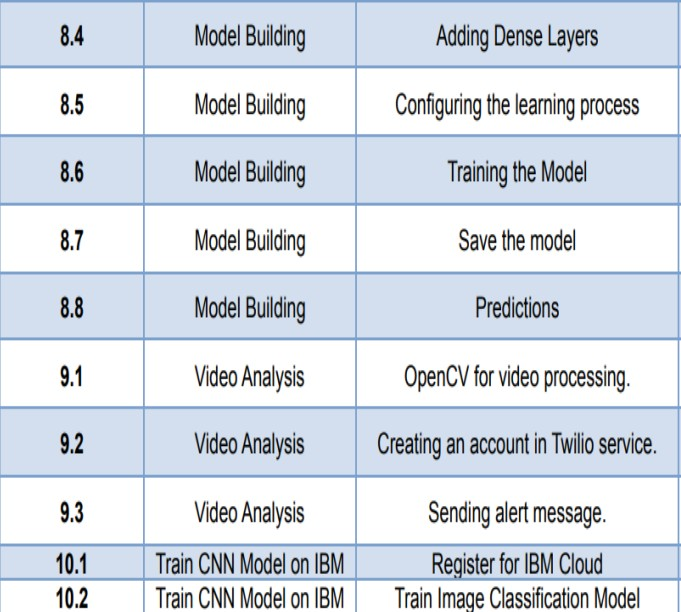 8.4 Model Building Adding Dense Layers
8.5 Model Building Configuring the learning process
8.6 Model Building Training the Model
8.7 Model Building Save the model
8.8 Model Building Predictions
9.1 Video Analysis OpenCV for video processing.
9.2 Video Analysis Creating an account in Twilio service.
9.3 Video Analysis Sending alert message.
10.1 Train CNN Model on IBM Register for IBM Cloud
10.2 Train CNN Model on IBM Train Image Classification Model